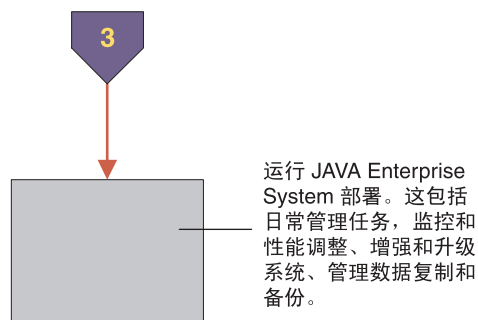 3
运行 JAVA Enterprise
System 部署。这包括
日常管理任务，监控和
性能调整、增强和升级
系统、管理数据复制和
备份。